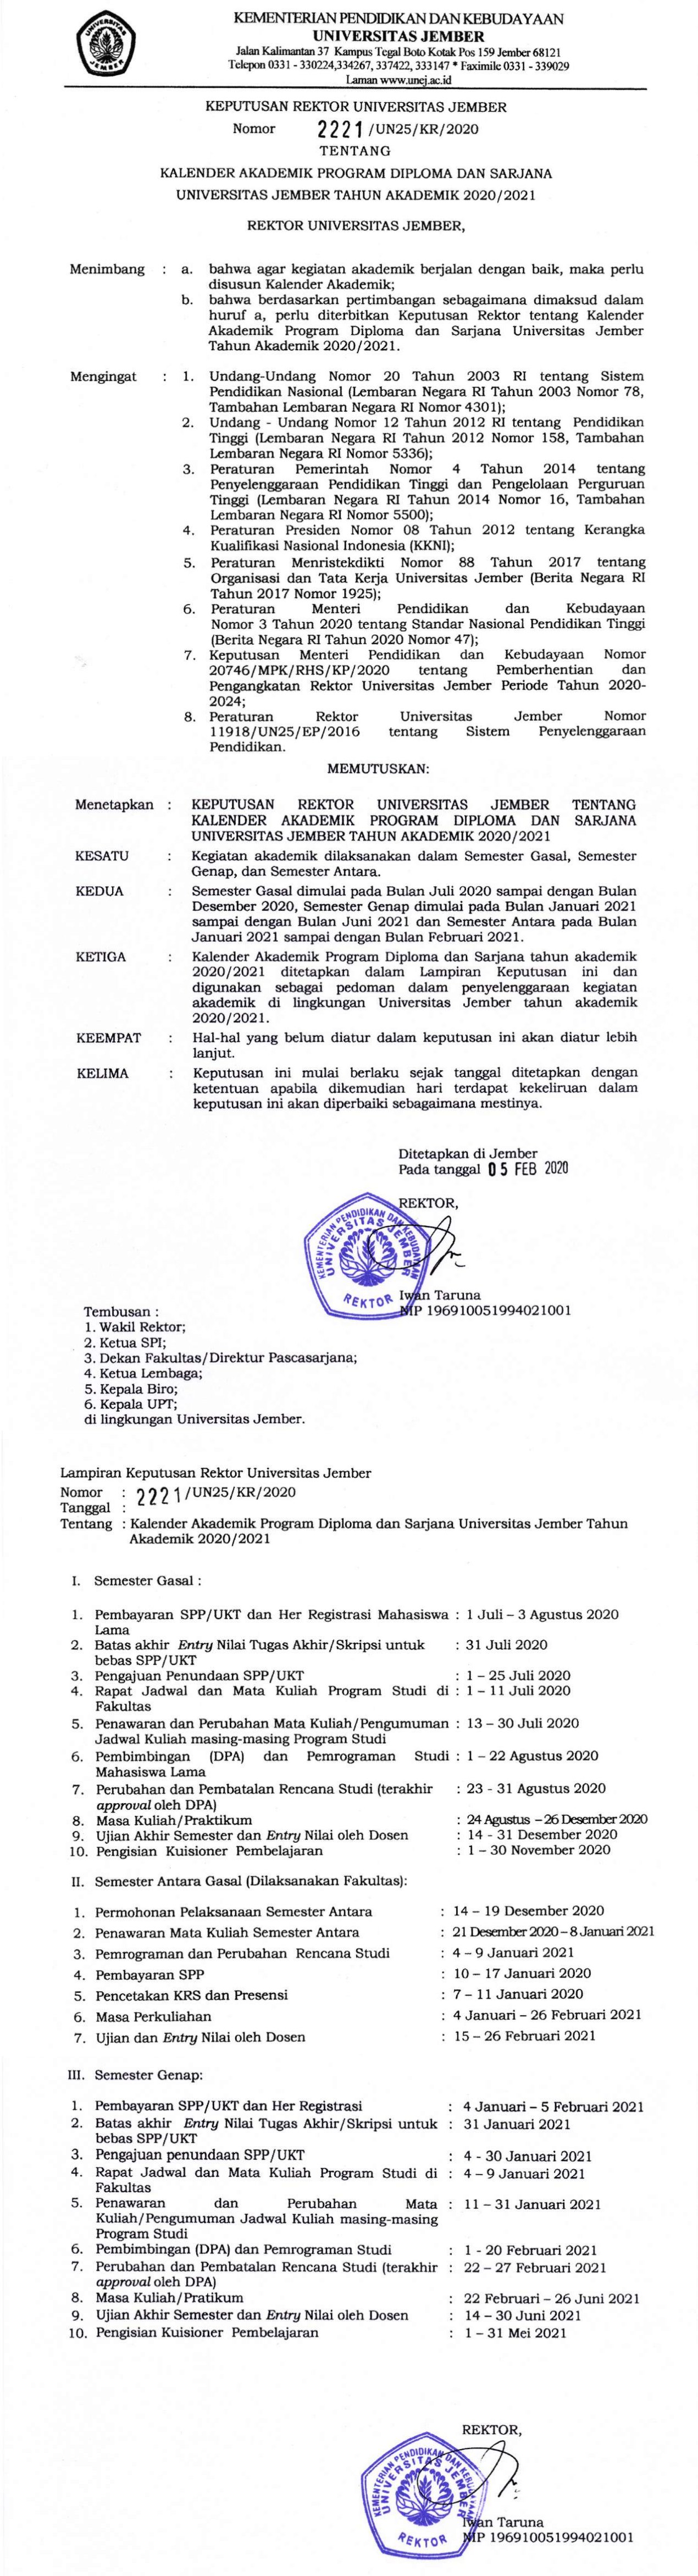 KEMENTERIAN PENDIDIKAN DAN KEBUDAYAAN
UNIVERSITAS JEMBER
Jalan Kalimantan 37 Kampus Tegal Boto Kotak Pos 159 Jember 68121
Telepon 0331 - 330224,334267, 337422, 333147 * Faximile 0331 - 339029
Laman www.unej.ac.id
KEPUTUSAN REKTOR UNIVERSITAS JEMBER
Nomor 2221/UN25/KR/2020
TENTANG
KALENDER AKADEMIK PROGRAM DIPLOMA DAN SARJANA
UNIVERSITAS JEMBER TAHUN AKADEMIK 2020/2021
REKTOR UNIVERSITAS JEMBER,
Menimbang : a. bahwa agar kegiatan akademik berjalan dengan baik, maka perlu
disusun Kalender Akademik;
b. bahwa berdasarkan pertimbangan sebagaimana dimaksud dalam
huruf a, perlu diterbitkan Keputusan Rektor tentang Kalender
Akademik Program Diploma dan Sarjana Universitas Jember
Tahun Akademik 2020/2021.
Mengingat : 1. Undang-Undang Nomor 20 Tahun 2003 RI tentang Sistem
Pendidikan Nasional (Lembaran Negara RI Tahun 2003 Nomor 78,
Tambahan Lembaran Negara RI Nomor 4301);
2. Undang - Undang Nomor 12 Tahun 2012 RI tentang Pendidikan
Tinggi (Lembaran Negara RI Tahun 2012 Nomor 158, Tambahan
Lembaran Negara RI Nomor 5336);
3. Peraturan Pemerintah Nomor 4 Tahun 2014 tentang
Penyelenggaraan Pendidikan Tinggi dan Pengelolaan Perguruan
Tinggi (Lembaran Negara RI Tahun 2014 Nomor 16, Tambahan
Lembaran Negara RI Nomor 5500);
4. Peraturan Presiden Nomor 08 Tahun 2012 tentang Kerangka
Kualifikasi Nasional Indonesia (KKNI);
5. Peraturan Menristekdikti Nomor 88 Tahun 2017 tentang
Organisasi dan Tata Kerja Universitas Jember (Berita Negara RI
Tahun 2017 Nomor 1925);
6. Peraturan Menteri Pendidikan dan Kebudayaan
Nomor 3 Tahun 2020 tentang Standar Nasional Pendidikan Tinggi
(Berita Negara RI Tahun 2020 Nomor 47);
7. Keputusan Menteri Pendidikan dan Kebudayaan Nomor
20746/MPK/RHS/KP/2020 tentang Pemberhentian dan
Pengangkatan Rektor Universitas Jember Periode Tahun 2020-
2024;
8. Peraturan Rektor Universitas Jember Nomor
11918/UN25/EP/2016 tentang Sistem Penyelenggaraan
Pendidikan.
MEMUTUSKAN:
Menetapkan : KEPUTUSAN REKTOR UNIVERSITAS JEMBER TENTANG
KALENDER AKADEMIK PROGRAM DIPLOMA DAN SARJANA
UNIVERSITAS JEMBER TAHUN AKADEMIK 2020/2021
KESATU : Kegiatan akademik dilaksanakan dalam Semester Gasal, Semester
Genap, dan Semester Antara.
KEDUA : Semester Gasal dimulai pada Bulan Juli 2020 sampai dengan Bulan
Desember 2020, Semester Genap dimulai pada Bulan Januari 2021
sampai dengan Bulan Juni 2021 dan Semester Antara pada Bulan
Januari 2021 sampai dengan Bulan Februari 2021.
KETIGA : Kalender Akademik Program Diploma dan Sarjana tahun akademik
2020/2021 ditetapkan dalam Lampiran Keputusan ini dan
digunakan sebagai pedoman dalam penyelenggaraan kegiatan
akademik di lingkungan Universitas Jember tahun akademik
2020/2021.
KEEMPAT : Hal-hal yang belum diatur dalam keputusan ini akan diatur lebih
lanjut.
KELIMA : Keputusan ini mulai berlaku sejak tanggal ditetapkan dengan
ketentuan apabila dikemudian hari terdapat kekeliruan dalam
keputusan ini akan diperbaiki sebagaimana mestinya.
Ditetapkan di Jember
Pada tanggal 05 FEB 2020
REKTOR,
KEMENTERIAN PENDIDIKAN DAN KEBUDAYAAN
UNIVERSITAS JEMBER
REKTOR
Iwan Taruna
NIP 196910051994021001
Tembusan :
1. Wakil Rektor;
2. Ketua SPI;
3. Dekan Fakultas/Direktur Pascasarjana;
4. Ketua Lembaga;
5. Kepala Biro;
6. Kepala UPT;
di lingkungan Universitas Jember.
Lampiran Keputusan Rektor Universitas Jember
Nomor : 2221/UN25/KR/2020
Tanggal :
Tentang : Kalender Akademik Program Diploma dan Sarjana Universitas Jember Tahun
Akademik 2020/2021
I. Semester Gasal :
1. Pembayaran SPP/UKT dan Her Registrasi Mahasiswa : 1 Juli – 3 Agustus 2020
Lama
2. Batas akhir Entry Nilai Tugas Akhir/Skripsi untuk : 31 Juli 2020
bebas SPP/UKT
3. Pengajuan Penundaan SPP/UKT : 1 – 25 Juli 2020
4. Rapat Jadwal dan Mata Kuliah Program Studi di : 1 – 11 Juli 2020
Fakultas
5. Penawaran dan Perubahan Mata Kuliah/Pengumuman : 13 – 30 Juli 2020
Jadwal Kuliah masing-masing Program Studi
6. Pembimbingan (DPA) dan Pemrograman Studi : 1 – 22 Agustus 2020
Mahasiswa Lama
7. Perubahan dan Pembatalan Rencana Studi (terakhir : 23 - 31 Agustus 2020
approval oleh DPA)
8. Masa Kuliah/Praktikum : 24 Agustus – 26 Desember 2020
9. Ujian Akhir Semester dan Entry Nilai oleh Dosen : 14 - 31 Desember 2020
10. Pengisian Kuisioner Pembelajaran : 1 – 30 November 2020
II. Semester Antara Gasal (Dilaksanakan Fakultas):
1. Permohonan Pelaksanaan Semester Antara : 14 – 19 Desember 2020
2. Penawaran Mata Kuliah Semester Antara : 21 Desember 2020 – 8 Januari 2021
3. Pemrograman dan Perubahan Rencana Studi : 4 – 9 Januari 2021
4. Pembayaran SPP : 10 – 17 Januari 2020
5. Pencetakan KRS dan Presensi : 7 – 11 Januari 2020
6. Masa Perkuliahan : 4 Januari – 26 Februari 2021
7. Ujian dan Entry Nilai oleh Dosen : 15 – 26 Februari 2021
III. Semester Genap:
1. Pembayaran SPP/UKT dan Her Registrasi : 4 Januari – 5 Februari 2021
2. Batas akhir Entry Nilai Tugas Akhir/Skripsi untuk : 31 Januari 2021
bebas SPP/UKT
3. Pengajuan penundaan SPP/UKT : 4 - 30 Januari 2021
4. Rapat Jadwal dan Mata Kuliah Program Studi di : 4 – 9 Januari 2021
Fakultas
5. Penawaran dan Perubahan Mata : 11 – 31 Januari 2021
Kuliah/Pengumuman Jadwal Kuliah masing-masing
Program Studi
6. Pembimbingan (DPA) dan Pemrograman Studi : 1 - 20 Februari 2021
7. Perubahan dan Pembatalan Rencana Studi (terakhir : 22 – 27 Februari 2021
approval oleh DPA)
8. Masa Kuliah/Pratikum : 22 Februari – 26 Juni 2021
9. Ujian Akhir Semester dan Entry Nilai oleh Dosen : 14 – 30 Juni 2021
10. Pengisian Kuisioner Pembelajaran : 1 – 31 Mei 2021
REKTOR,
KEMENTERIAN PENDIDIKAN DAN KEBUDAYAAN
UNIVERSITAS JEMBER
REKTOR
Iwan Taruna
NIP 196910051994021001